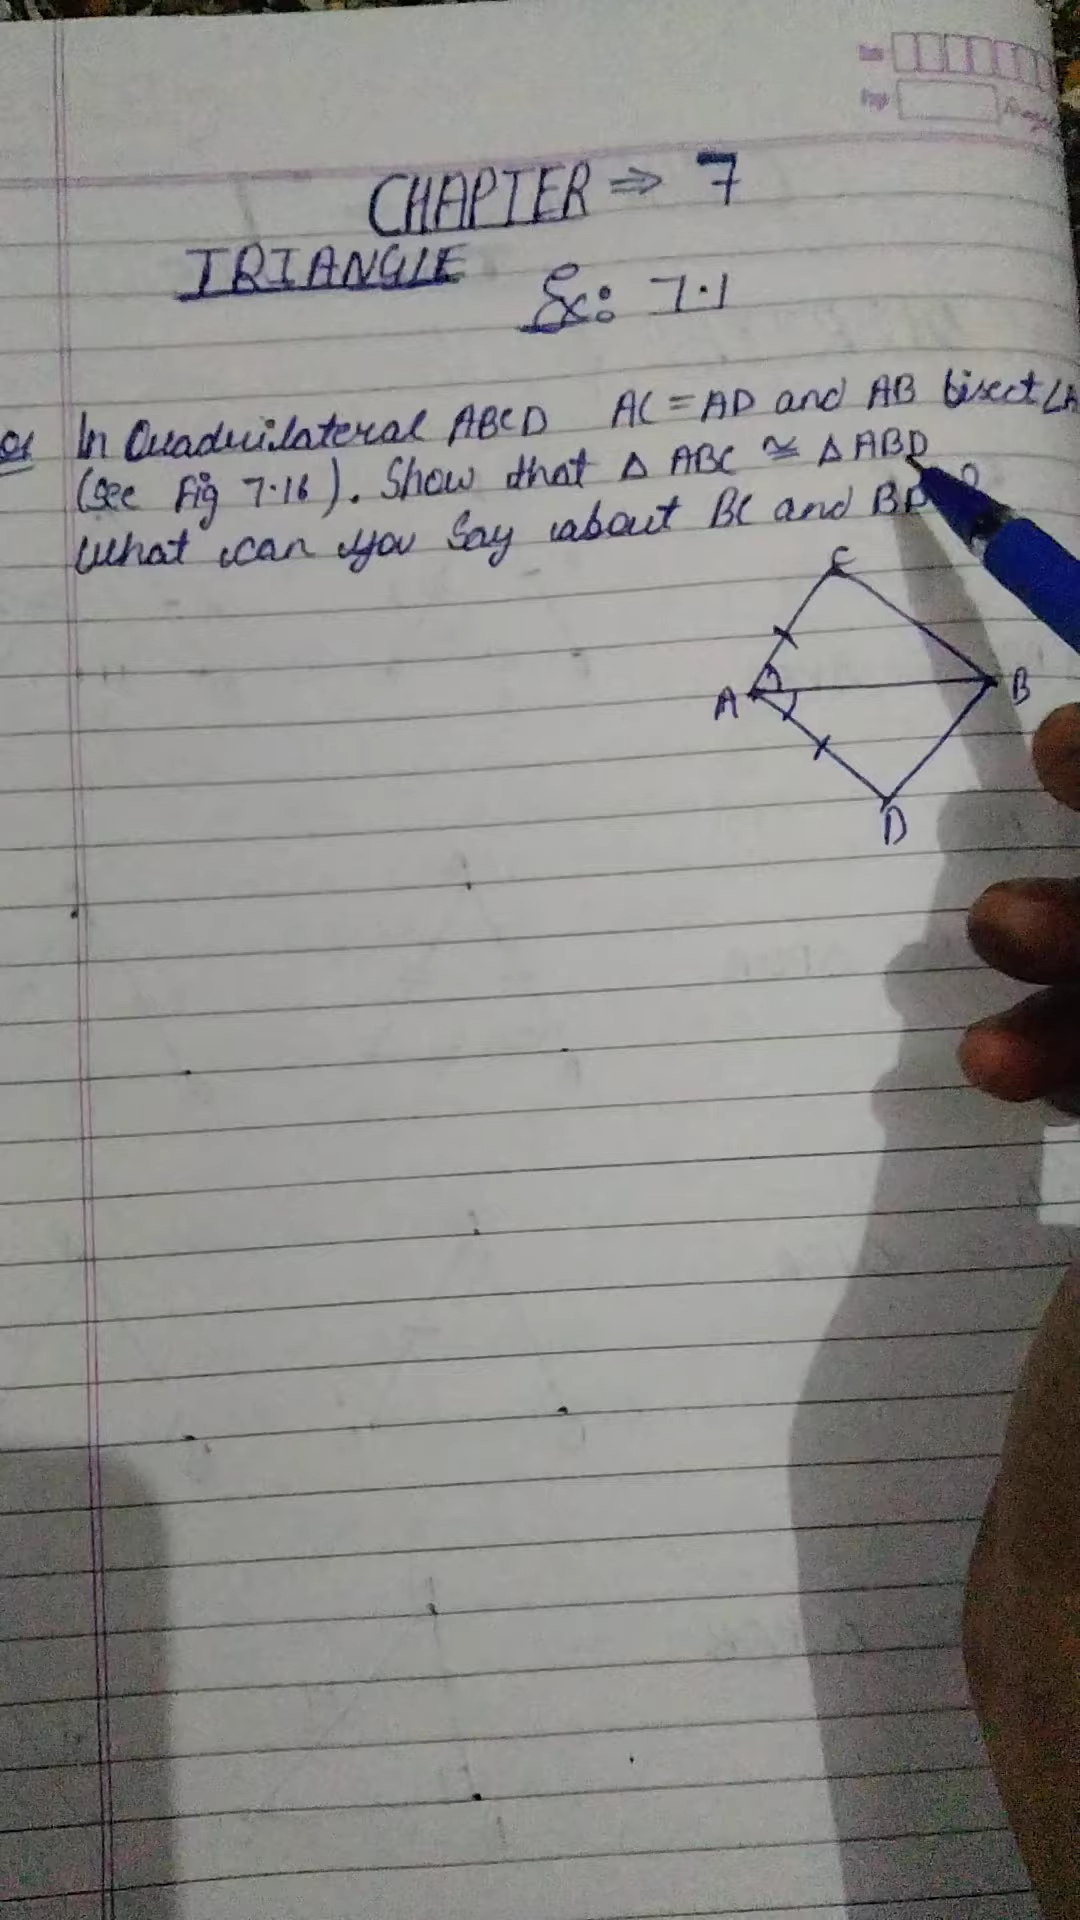 CHAPTER ⇒ 7
TRIANGLE
Ex: 7.1
Q1 In Quadrilateral ABCD AC = AD and AB bisect ∠A
(See Fig 7.16). Show that Δ ABC ≅ Δ ABD
What can you Say about BC and BD ?
C
A
B
D